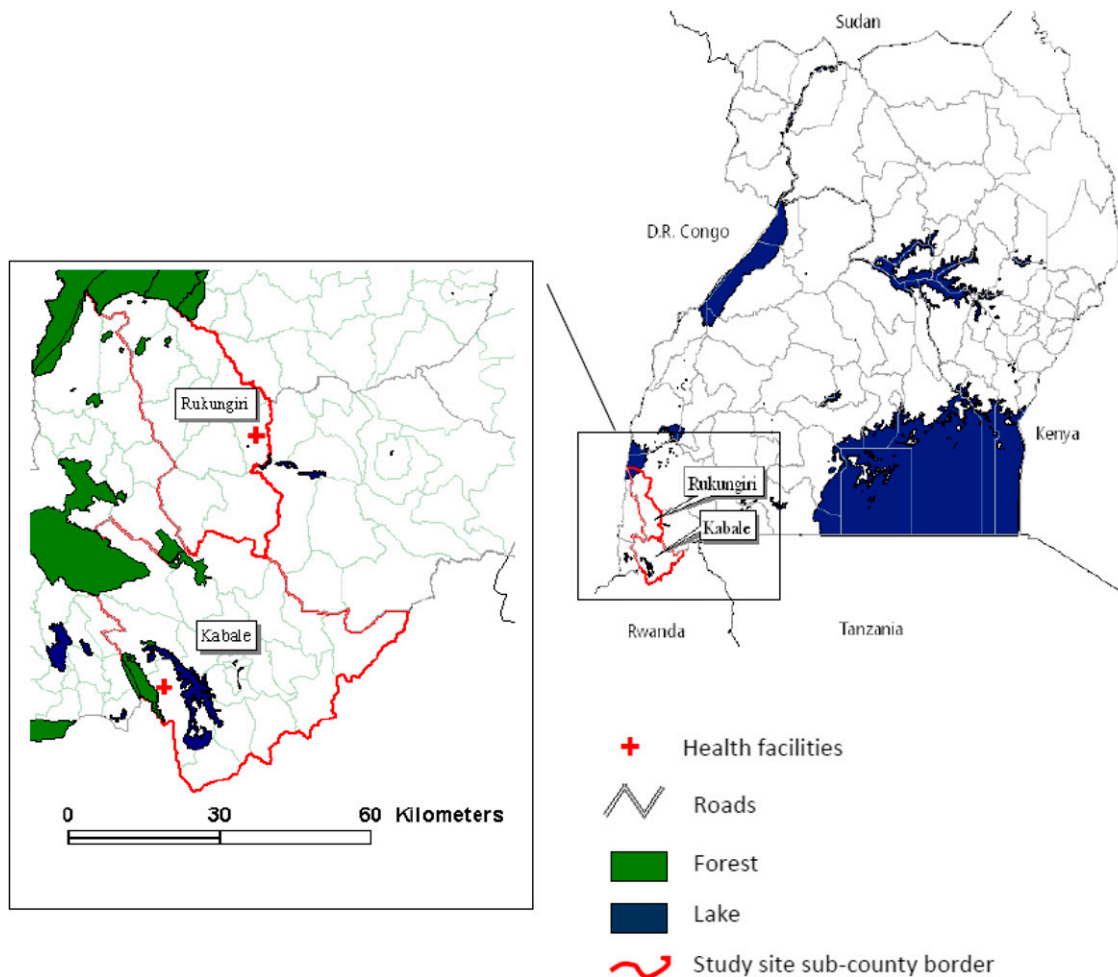 Sudan
D.R. Congo
Kenya
Rukungiri
Kabale
Rwanda
Tanzania
Rukungiri
Kabale
0 30 60 Kilometers
Health facilities
Roads
Forest
Lake
Study site sub-county border